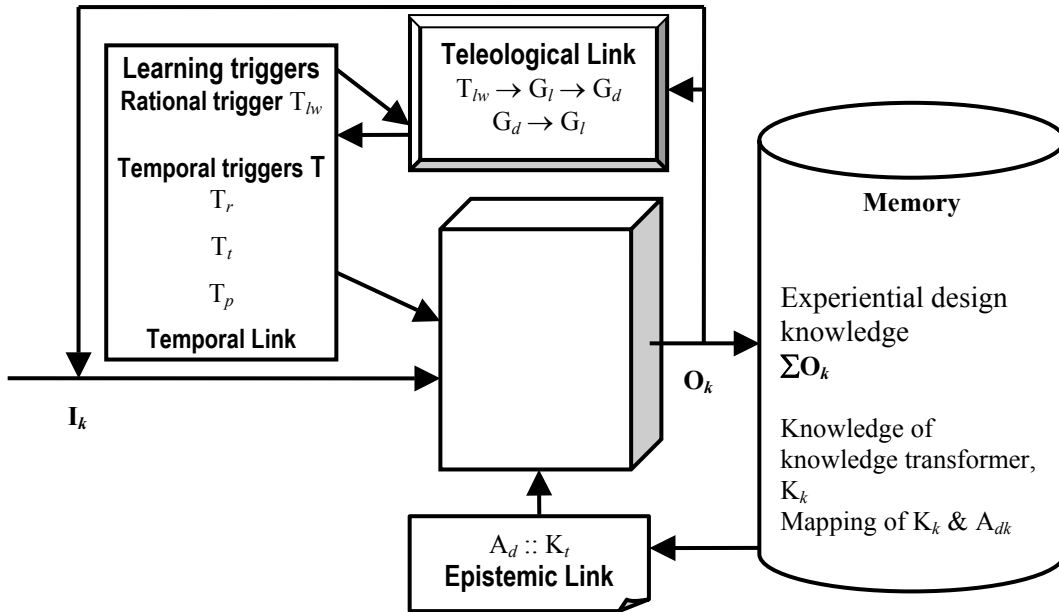 Learning triggers
Rational trigger T_lw
Temporal triggers T
T_r
T_t
T_p
Temporal Link
Teleological Link
T_lw → G_l → G_d
G_d → G_l
I_k
O_k
A_d :: K_t
Epistemic Link
Memory
Experiential design
knowledge
ΣO_k
Knowledge of
knowledge transformer,
K_k
Mapping of K_k & A_dk